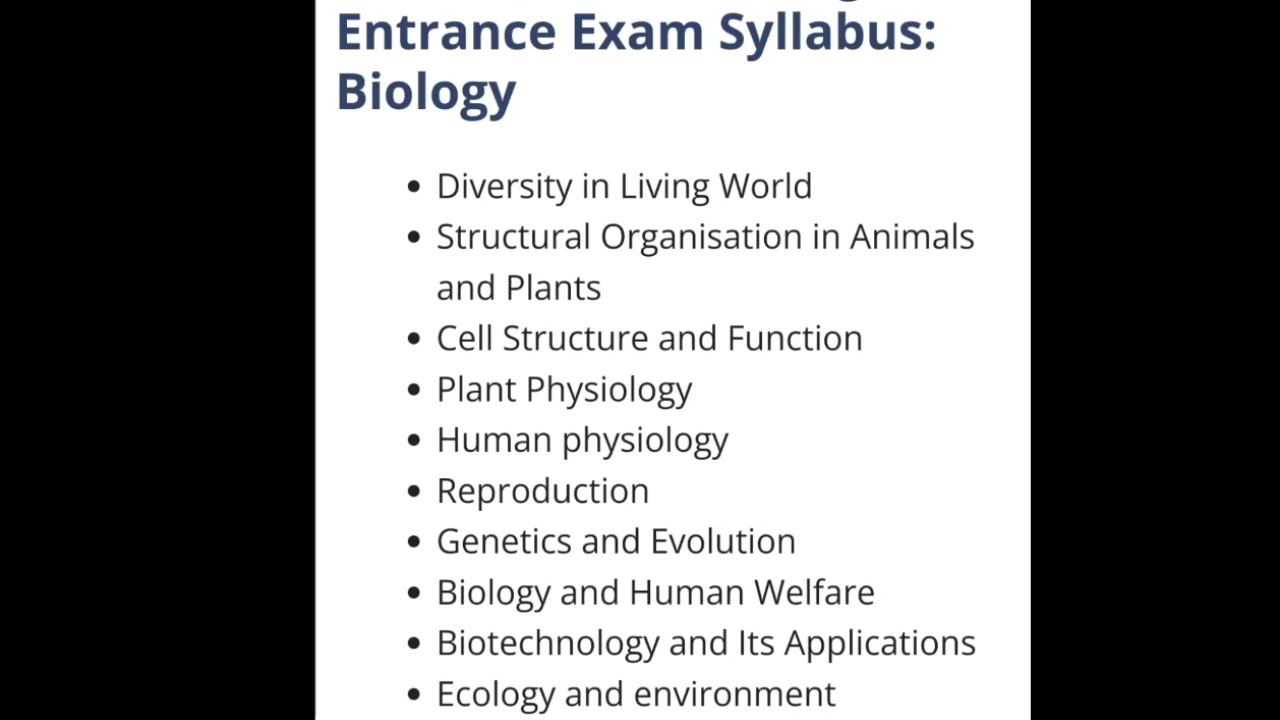 Entrance Exam Syllabus:
Biology
• Diversity in Living World
• Structural Organisation in Animals
and Plants
• Cell Structure and Function
• Plant Physiology
• Human physiology
• Reproduction
• Genetics and Evolution
• Biology and Human Welfare
• Biotechnology and Its Applications
• Ecology and environment